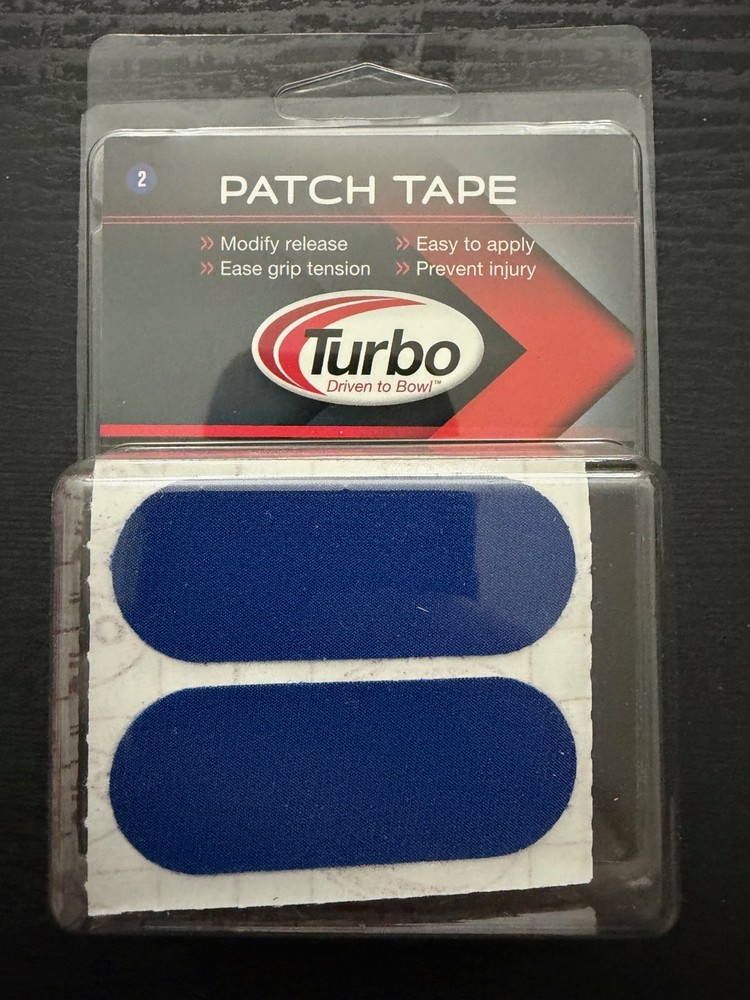 2
PATCH TAPE
» Modify release » Easy to apply
» Ease grip tension » Prevent injury
Turbo
Driven to Bowl™